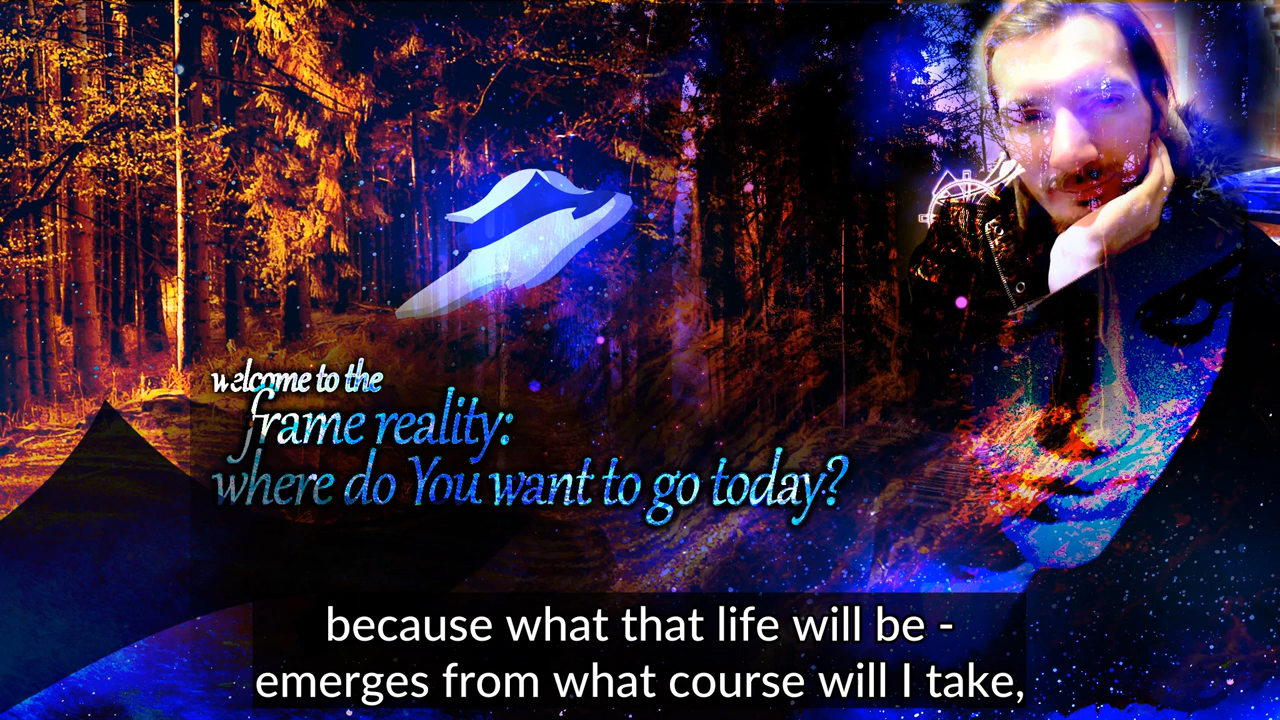 welcome to the
frame reality:
where do You want to go today?
because what that life will be -
emerges from what course will I take,